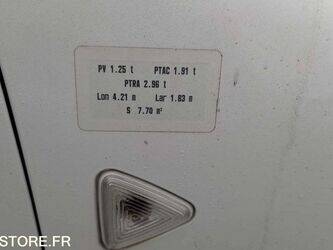 PV 1.25 t PTAC 1.91 t
PTRA 2.96 t
Lon 4.21 m Lar 1.83 m
S 7.70 m²
STORE.FR